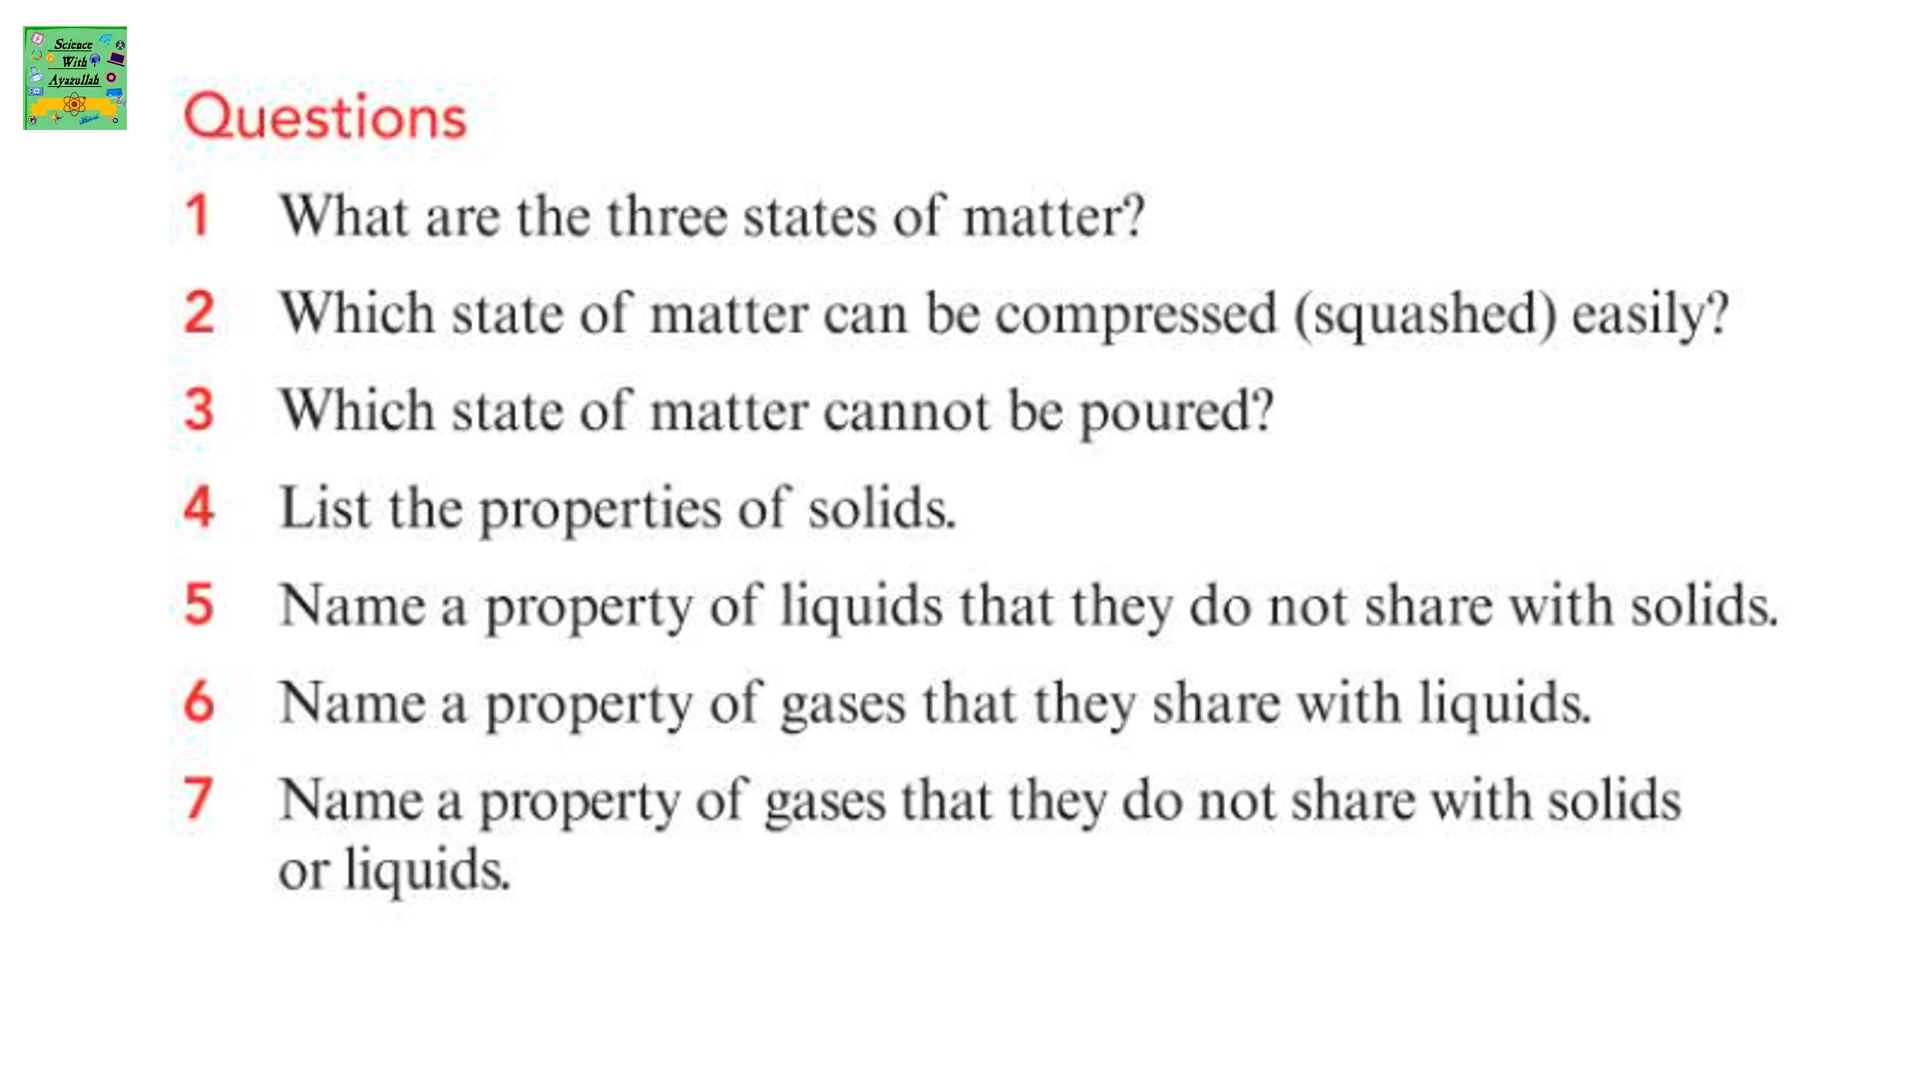 Science
With
Ayazullah
Questions
1 What are the three states of matter?
2 Which state of matter can be compressed (squashed) easily?
3 Which state of matter cannot be poured?
4 List the properties of solids.
5 Name a property of liquids that they do not share with solids.
6 Name a property of gases that they share with liquids.
7 Name a property of gases that they do not share with solids
or liquids.